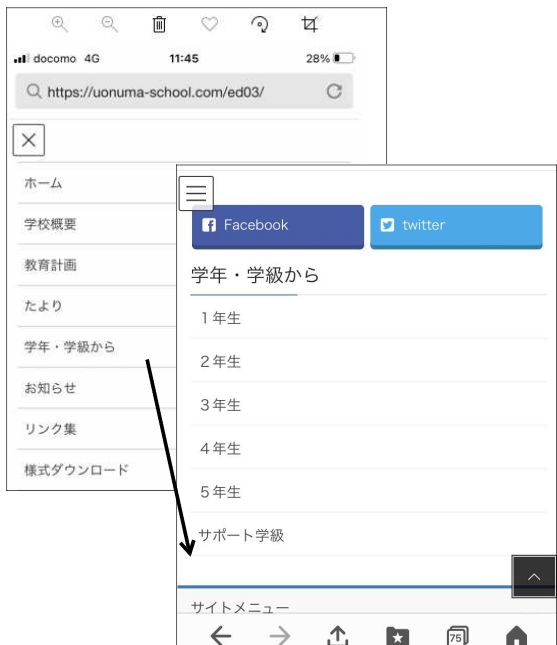 docomo 4G 11:45 28%
https://uonuma-school.com/ed03/
ホーム
学校概要
教育計画
たより
学年・学級から
お知らせ
リンク集
様式ダウンロード
Facebook
twitter
学年・学級から
1年生
2年生
3年生
4年生
5年生
サポート学級
サイトメニュー
75